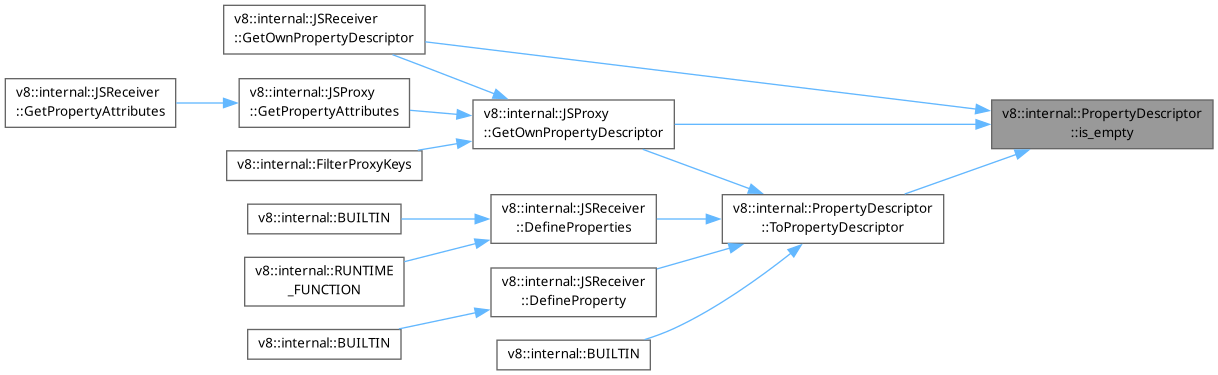 v8::internal::JSReceiver
::GetOwnPropertyDescriptor
v8::internal::JSReceiver
::GetPropertyAttributes
v8::internal::JSProxy
::GetPropertyAttributes
v8::internal::JSProxy
::GetOwnPropertyDescriptor
v8::internal::PropertyDescriptor
::is_empty
v8::internal::FilterProxyKeys
v8::internal::BUILTIN
v8::internal::JSReceiver
::DefineProperties
v8::internal::PropertyDescriptor
::ToPropertyDescriptor
v8::internal::RUNTIME
_FUNCTION
v8::internal::JSReceiver
::DefineProperty
v8::internal::BUILTIN
v8::internal::BUILTIN